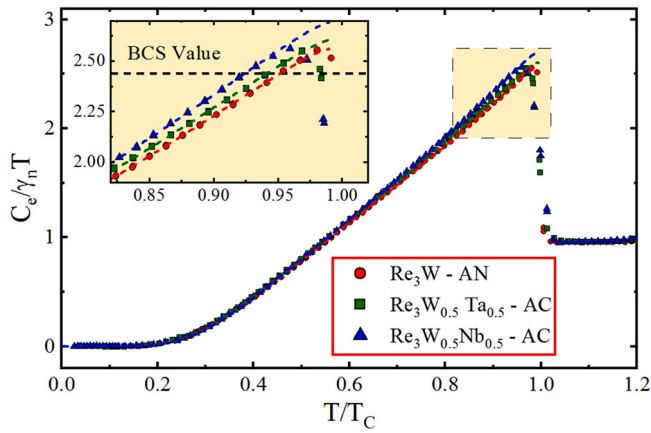 3
2
1
0
C_e/γ_nT
2.50
2.25
2.00
BCS Value
0.85 0.90 0.95 1.00
Re₃W - AN
Re₃W₀.₅ Ta₀.₅ - AC
Re₃W₀.₅Nb₀.₅ - AC
0.0 0.2 0.4 0.6 0.8 1.0 1.2
T/T_C